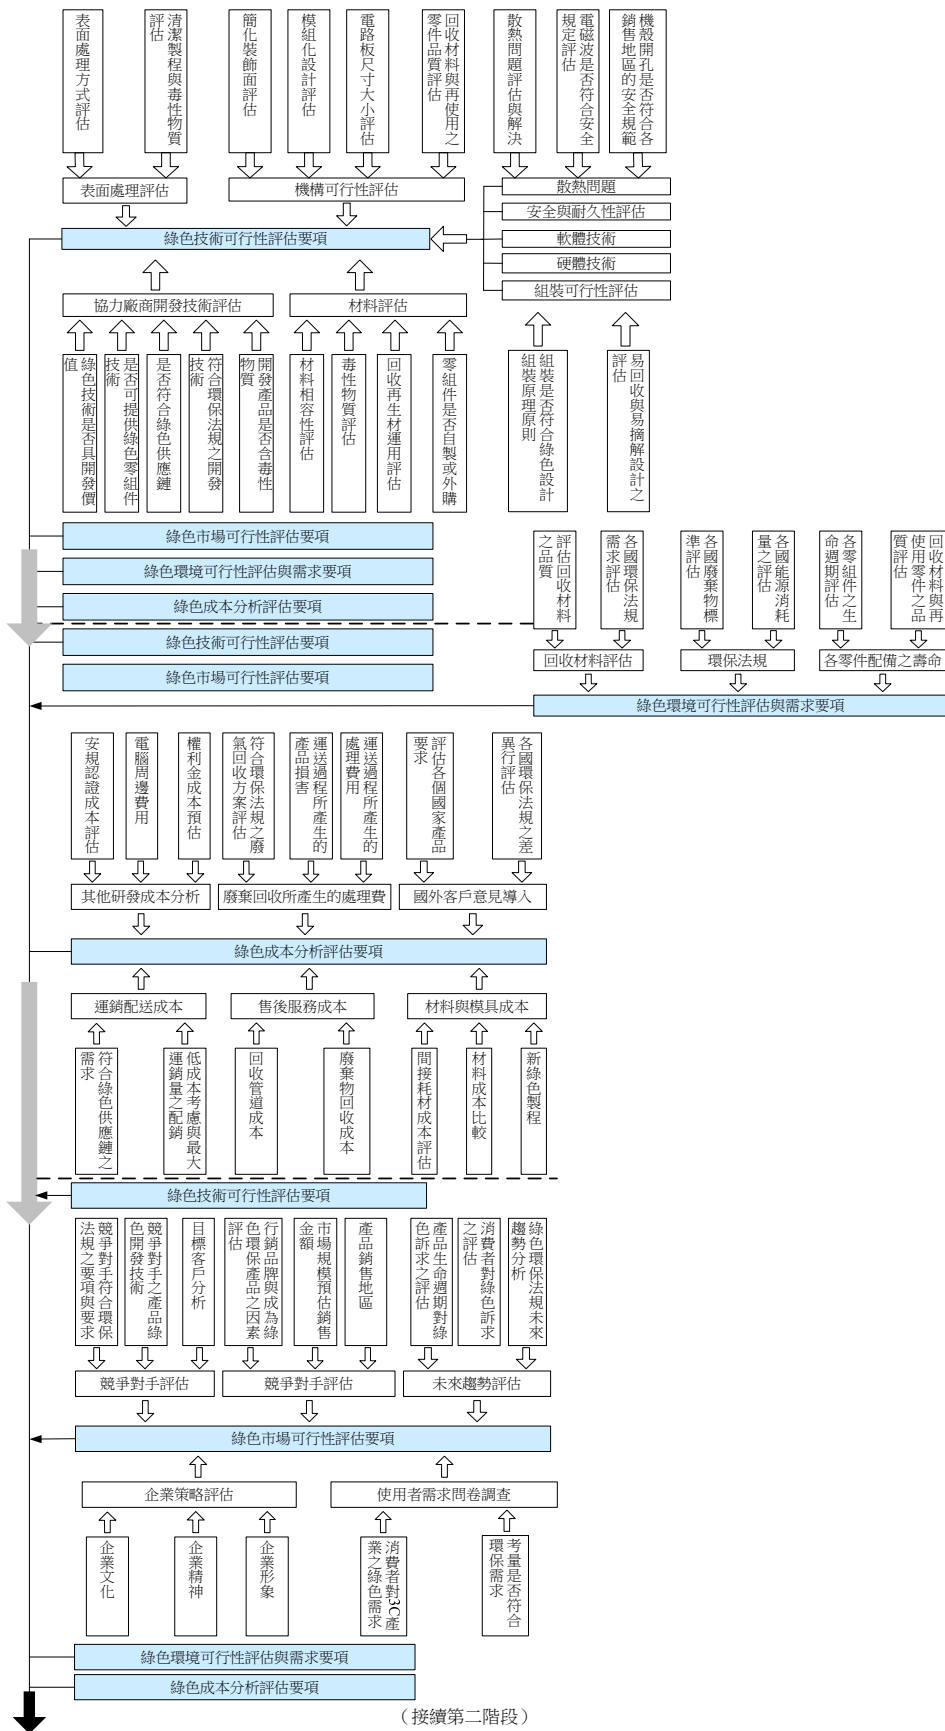 表面處理方式評估
清潔製程與毒性物質
評估
簡化裝飾面評估
模組化設計評估
電路板尺寸大小評估
回收材料與再使用之
零件品質評估
散熱問題評估與解決
電磁波是否符合安全
規定評估
機殼開孔是否符合各
銷售地區的安全規範
表面處理評估
機構可行性評估
散熱問題
安全與耐久性評估
軟體技術
硬體技術
組裝可行性評估
綠色技術可行性評估要項
協力廠商開發技術評估
材料評估
綠色技術是否具開發價
值
是否可提供綠色零組件
技術
是否符合綠色供應鏈
符合環保法規之開發
技術
開發產品是否含毒性
物質
材料相容性評估
毒性物質評估
回收再生材運用評估
零組件是否自製或外購
組裝是否符合綠色設計
組裝原理原則
易回收與易摘解設計之
評估
綠色市場可行性評估要項
綠色環境可行性評估與需求要項
綠色成本分析評估要項
綠色技術可行性評估要項
綠色市場可行性評估要項
評估回收材料
之品質
各國環保法規
需求評估
各國廢棄物標
準評估
各國能源消耗
量之評估
各零組件之生
命週期評估
回收材料與再
使用零件之品
質評估
回收材料評估
環保法規
各零件配備之壽命
綠色環境可行性評估與需求要項
安規認證成本評估
電腦周邊費用
權利金成本預估
符合環保法規之廢
氣回收方案評估
運送過程所產生的
產品損害
運送過程所產生的
處理費用
評估各個國家產品
要求
各國環保法規之差
異行評估
其他研發成本分析
廢棄回收所產生的處理費
國外客戶意見導入
綠色成本分析評估要項
運銷配送成本
售後服務成本
材料與模具成本
符合綠色供應鏈之
需求
低成本考慮與最大
運銷量之配銷
回收管道成本
廢棄物回收成本
間接耗材成本評估
材料成本比較
新綠色製程
綠色技術可行性評估要項
競爭對手符合環保
法規之要項與要求
競爭對手之產品綠
色開發技術
目標客戶分析
行銷品牌與成為綠
色環保產品之因素
評估
市場規模預估銷售
金額
產品銷售地區
產品生命週期對綠
色訴求之評估
消費者對綠色訴求
之評估
綠色環保法規未來
趨勢分析
競爭對手評估
競爭對手評估
未來趨勢評估
綠色市場可行性評估要項
企業策略評估
使用者需求問卷調查
企業文化
企業精神
企業形象
消費者對3C產
業之綠色需求
考量是否符合
環保需求
綠色環境可行性評估與需求要項
綠色成本分析評估要項
（接續第二階段）